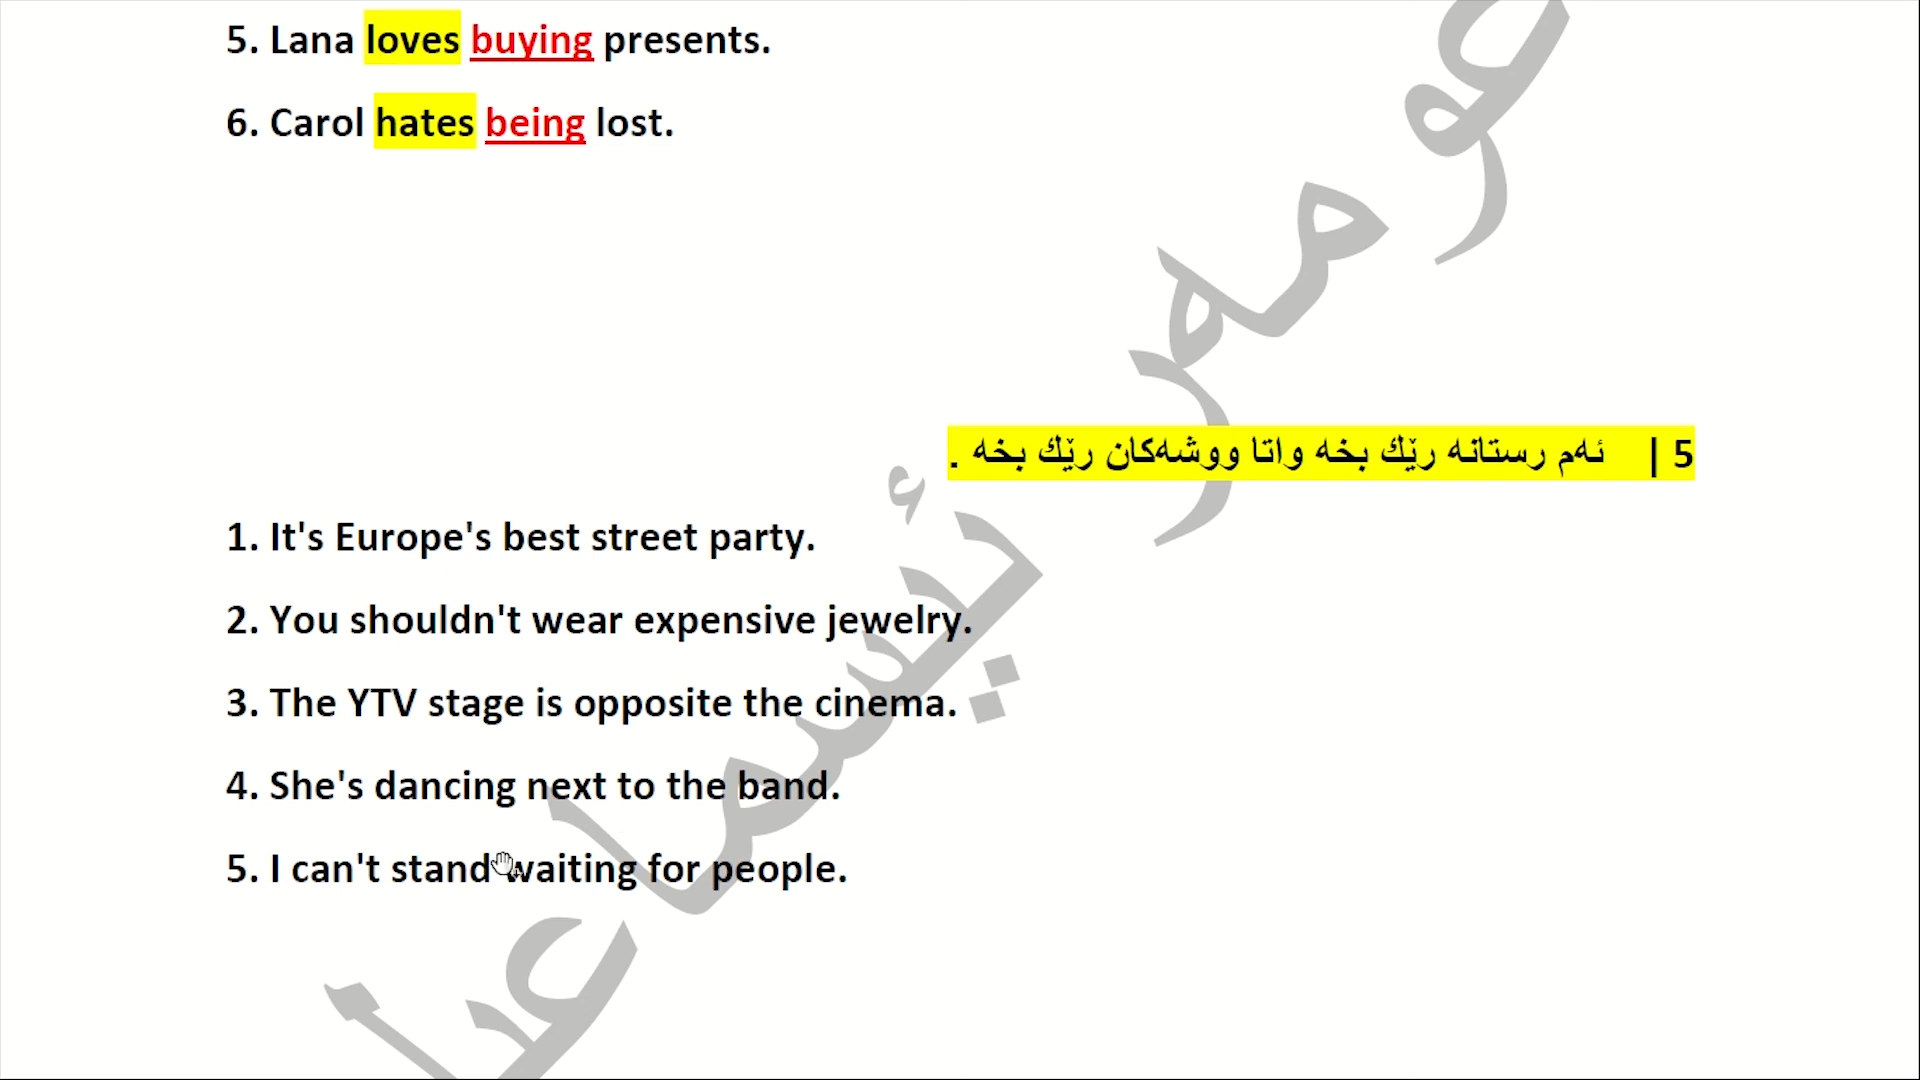 5. Lana loves buying presents.
6. Carol hates being lost.
5 | ئەم رستانە رێك بخە واتا ووشەكان رێك بخە .
1. It's Europe's best street party.
2. You shouldn't wear expensive jewelry.
3. The YTV stage is opposite the cinema.
4. She's dancing next to the band.
5. I can't stand waiting for people.
عومەر ئیسماعیل